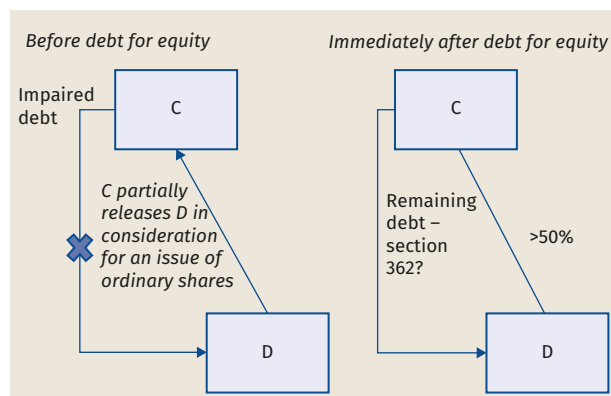 Before debt for equity
Immediately after debt for equity
Impaired
debt
C
C partially
releases D in
consideration
for an issue of
ordinary shares
D
C
Remaining
debt –
section
362?
>50%
D